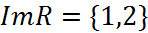 ImR = {1,2}